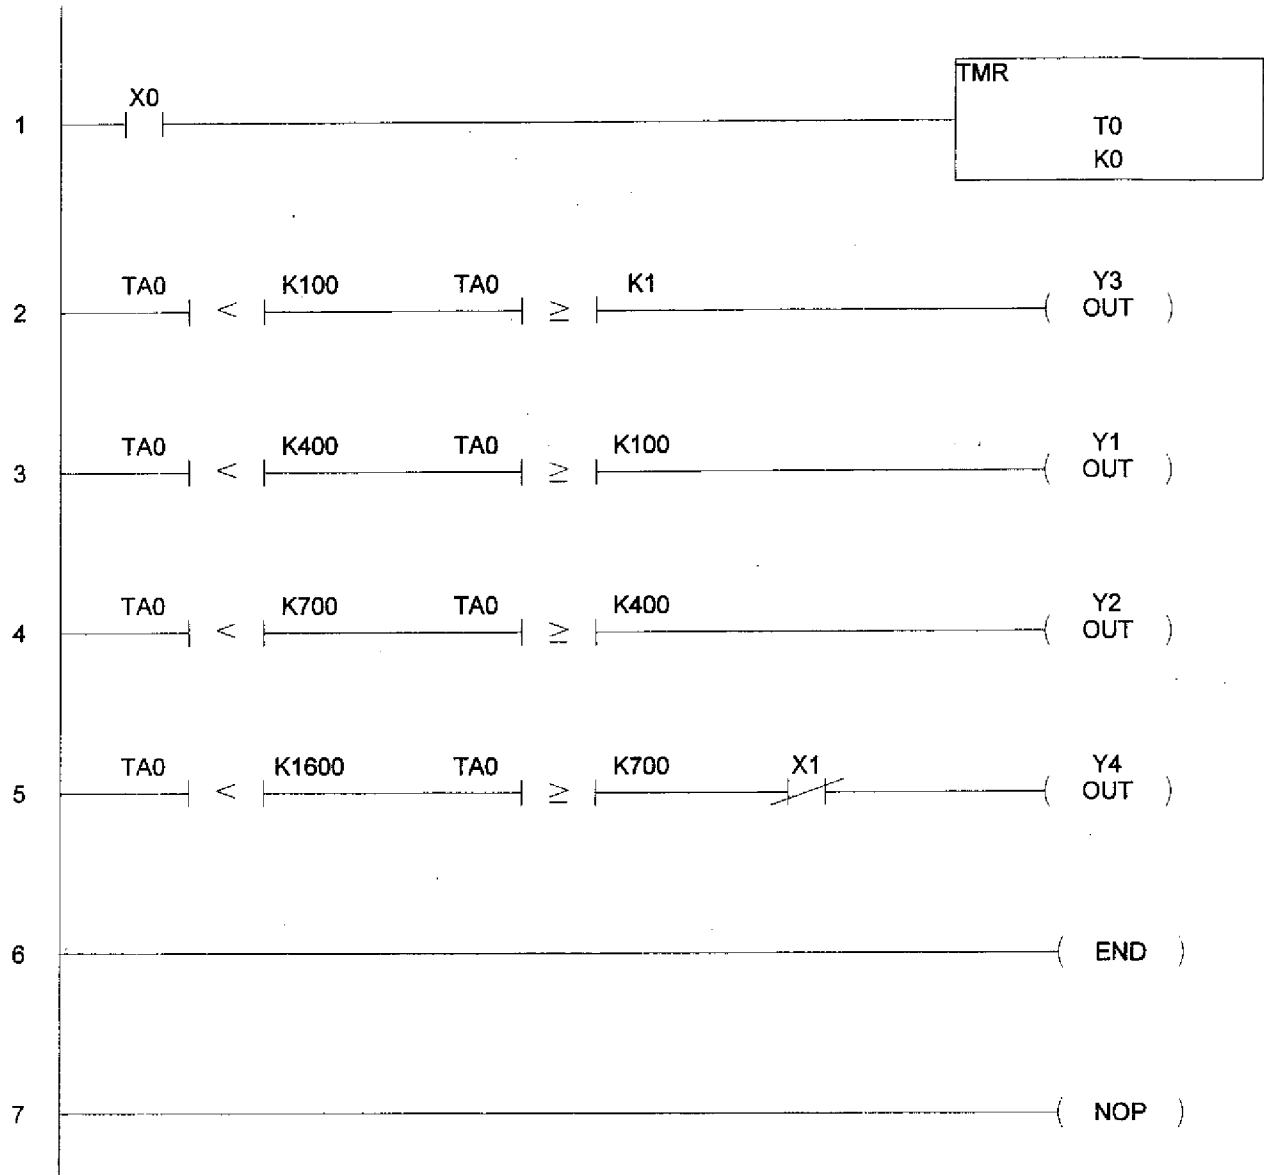 TMR
X0
1
T0
K0
TA0 < K100 TA0 ≥ K1 Y3
2 OUT
TA0 < K400 TA0 ≥ K100 Y1
3 OUT
TA0 < K700 TA0 ≥ K400 Y2
4 OUT
TA0 < K1600 TA0 ≥ K700 X1 Y4
5 OUT
6 END
7 NOP